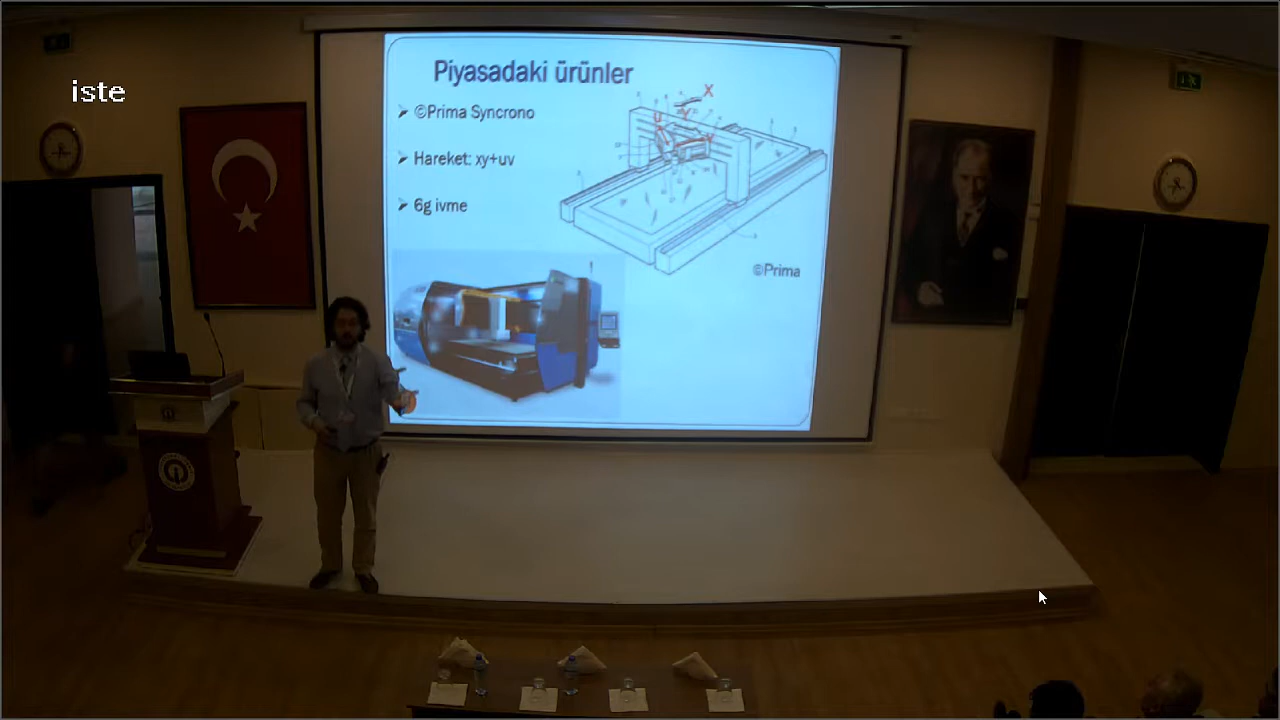 iste
Piyasadaki ürünler
©Prima Syncrono
Hareket: xy+uv
6g ivme
X
Y
U
V
©Prima